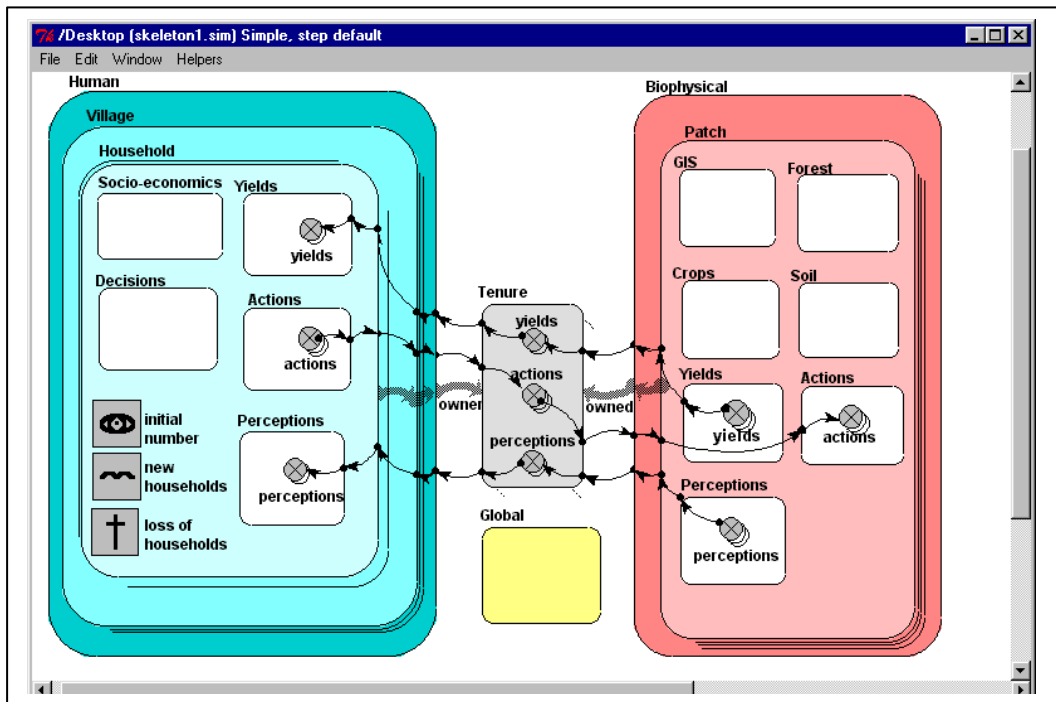 /Desktop (skeleton1.sim) Simple, step default
File Edit Window Helpers
Human
Village
Household
Socio-economics
Yields
yields
Decisions
Actions
actions
initial
number
new
households
loss of
households
Perceptions
perceptions
Tenure
yields
actions
owner
owned
perceptions
Global
Biophysical
Patch
GIS
Forest
Crops
Soil
Yields
yields
Actions
actions
Perceptions
perceptions